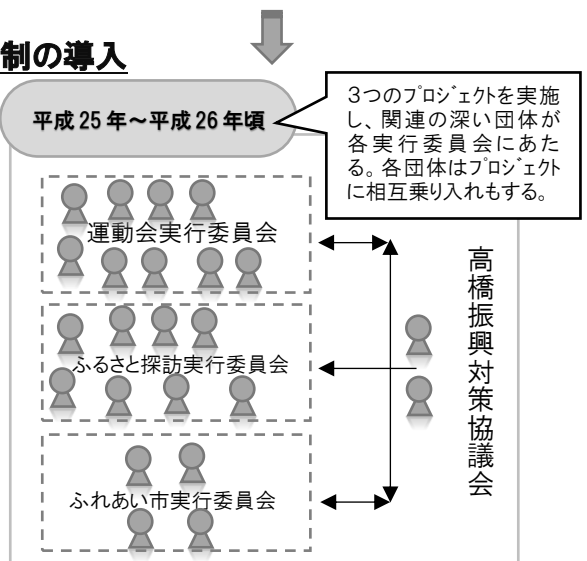 制の導入
平成25年～平成26年頃
3つのプロジェクトを実施
し、関連の深い団体が
各実行委員会にあた
る。各団体はプロジェクト
に相互乗り入れもする。
運動会実行委員会
ふるさと探訪実行委員会
ふれあい市実行委員会
高橋振興対策協議会